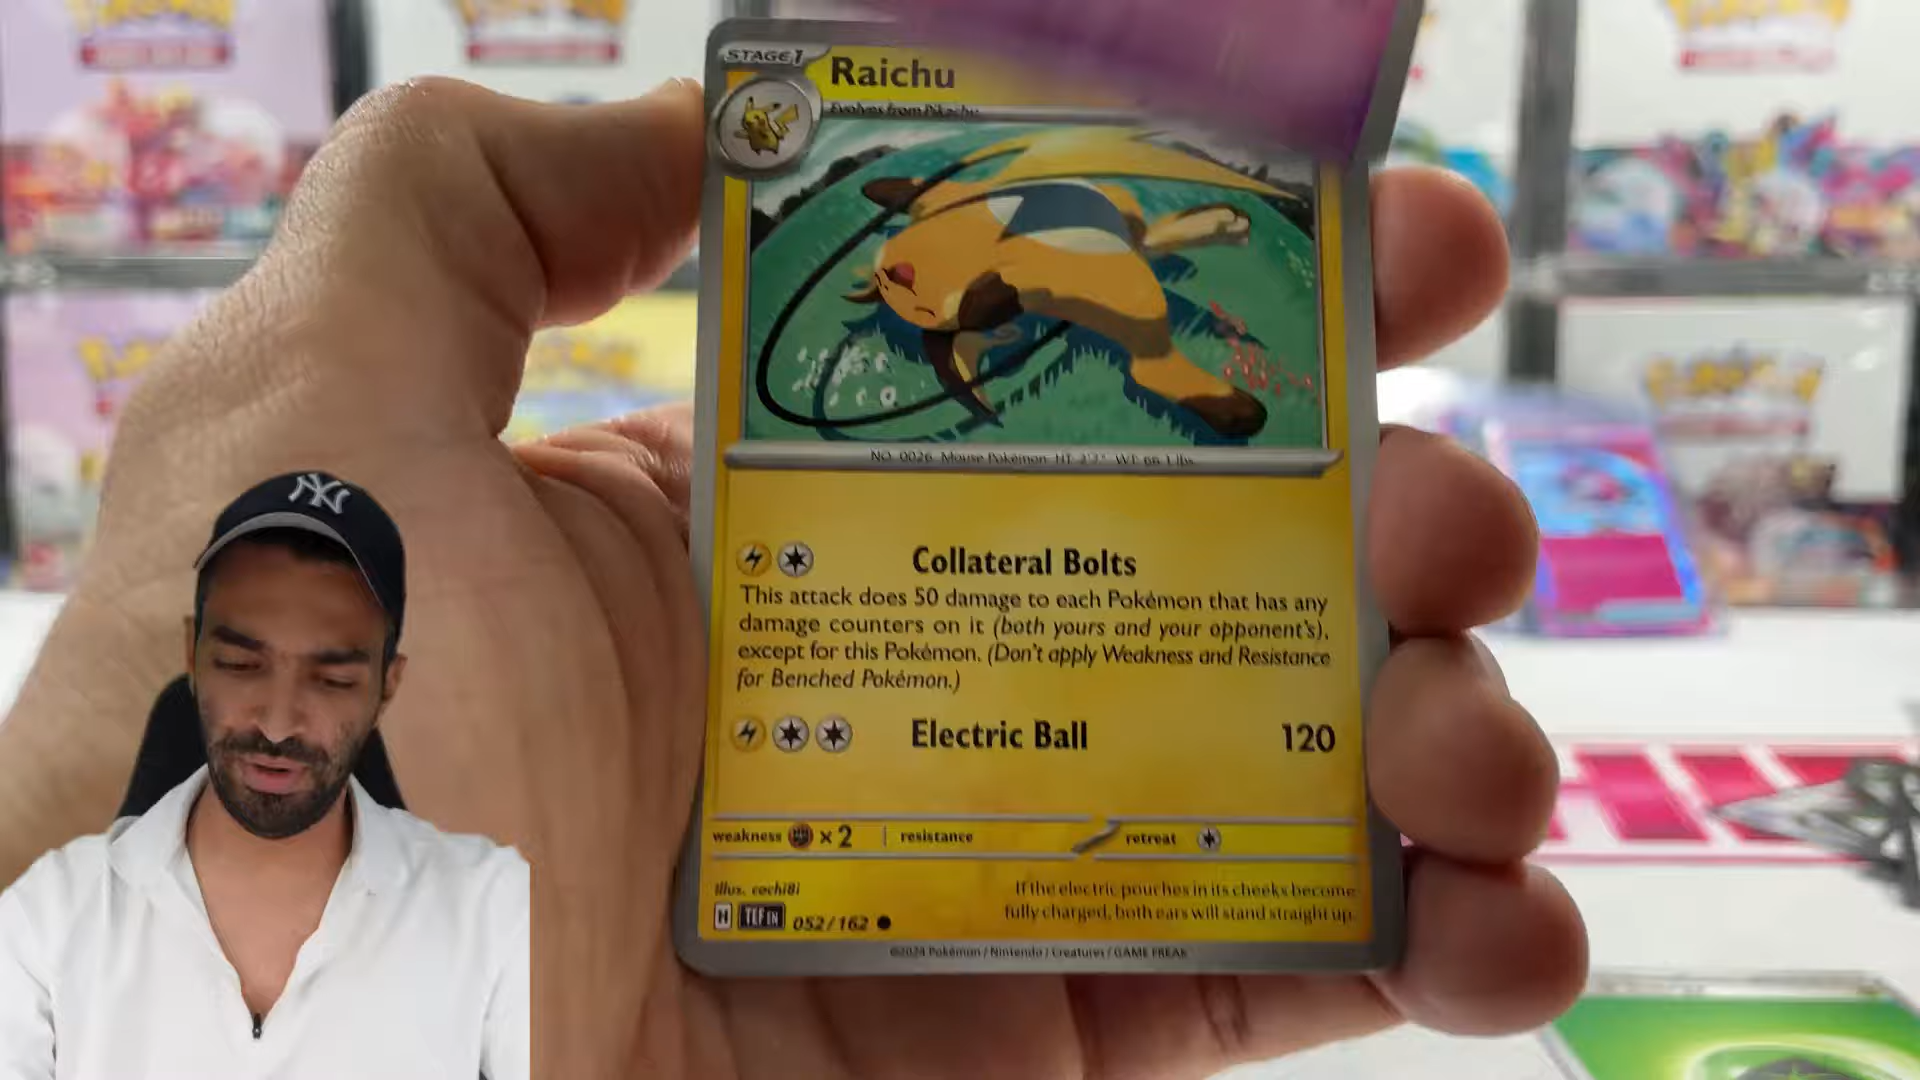 STAGE 1
Raichu
Evolves from Pikachu
NO. 0026 Mouse Pokémon HT: 2'7" WT: 66.1 lbs.
Collateral Bolts
This attack does 50 damage to each Pokémon that has any
damage counters on it (both yours and your opponent's),
except for this Pokémon. (Don't apply Weakness and Resistance
for Benched Pokémon.)
Electric Ball 120
weakness x2 resistance retreat
Illus. cochi8i
If the electric pouches in its cheeks become
fully charged, both ears will stand straight up.
H TEF EN 052/162
©2024 Pokémon / Nintendo / Creatures / GAME FREAK
NY